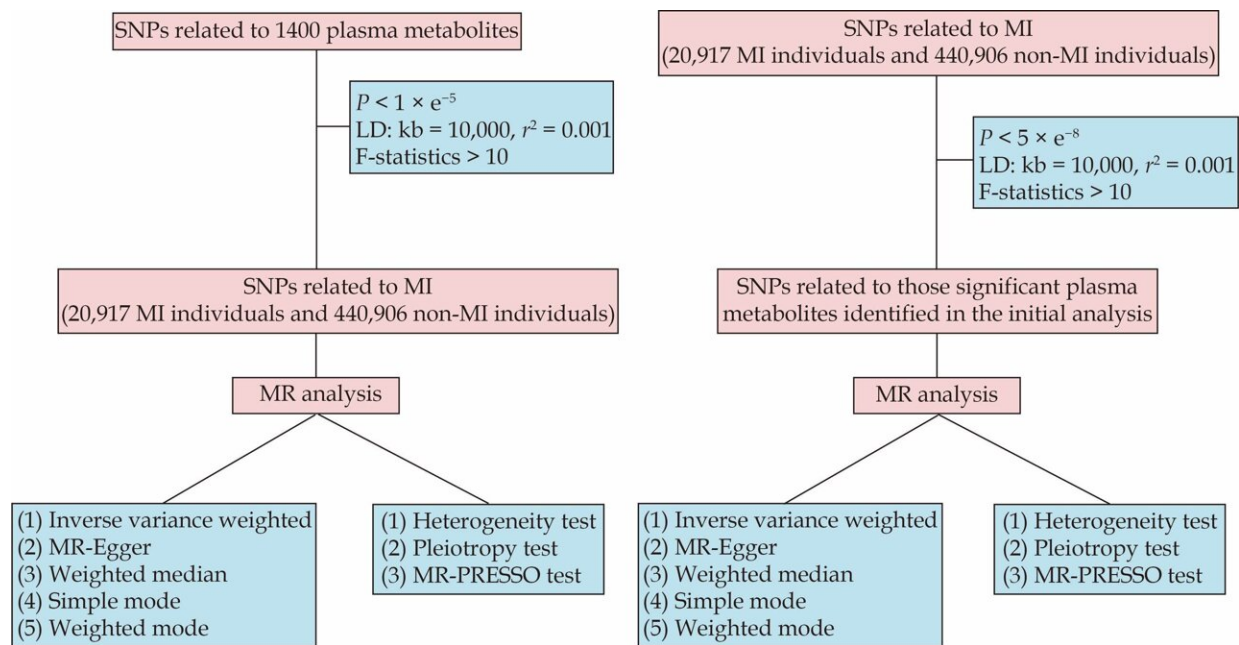 SNPs related to 1400 plasma metabolites
P < 1 × e⁻⁵
LD: kb = 10,000, r² = 0.001
F-statistics > 10
SNPs related to MI
(20,917 MI individuals and 440,906 non-MI individuals)
MR analysis
(1) Inverse variance weighted
(2) MR-Egger
(3) Weighted median
(4) Simple mode
(5) Weighted mode
(1) Heterogeneity test
(2) Pleiotropy test
(3) MR-PRESSO test
SNPs related to MI
(20,917 MI individuals and 440,906 non-MI individuals)
P < 5 × e⁻⁸
LD: kb = 10,000, r² = 0.001
F-statistics > 10
SNPs related to those significant plasma
metabolites identified in the initial analysis
MR analysis
(1) Inverse variance weighted
(2) MR-Egger
(3) Weighted median
(4) Simple mode
(5) Weighted mode
(1) Heterogeneity test
(2) Pleiotropy test
(3) MR-PRESSO test